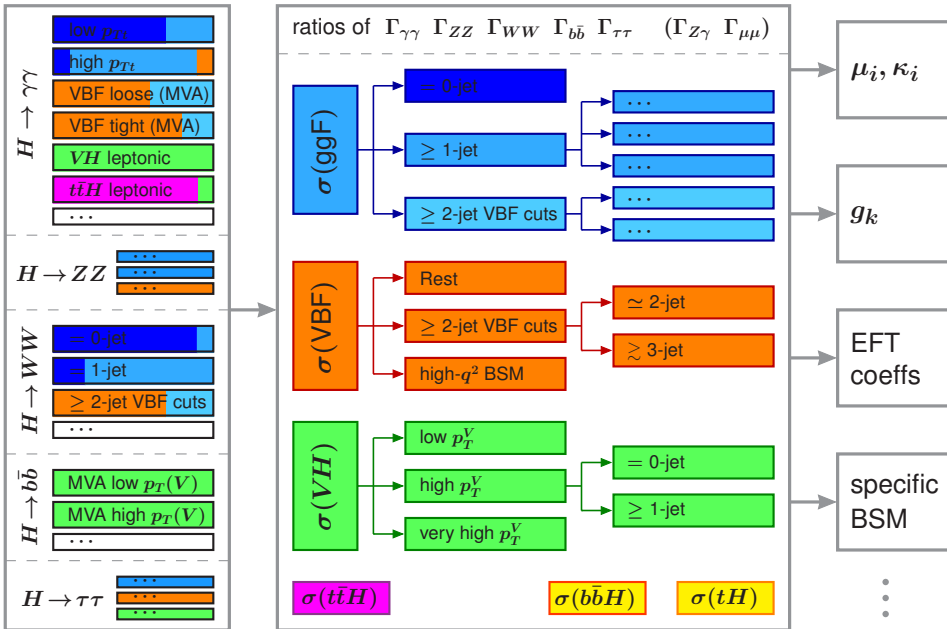 H → γγ
low p_Tt
high p_Tt
VBF loose (MVA)
VBF tight (MVA)
VH leptonic
tt̄H leptonic
...
H → ZZ
...
...
...
H → WW
0-jet
1-jet
≥ 2-jet VBF cuts
...
H → bb̄
MVA low p_T(V)
MVA high p_T(V)
...
H → ττ
...
...
...
ratios of Γ_γγ Γ_ZZ Γ_WW Γ_bb̄ Γ_ττ (Γ_Zγ Γ_μμ)
σ(ggF)
0-jet
≥ 1-jet
≥ 2-jet VBF cuts
...
...
...
...
...
σ(VBF)
Rest
≥ 2-jet VBF cuts
high-q² BSM
≃ 2-jet
≳ 3-jet
σ(VH)
low p_T^V
high p_T^V
very high p_T^V
= 0-jet
≥ 1-jet
σ(tt̄H)
σ(bb̄H)
σ(tH)
μ_i, κ_i
g_k
EFT
coeffs
specific
BSM
⋮